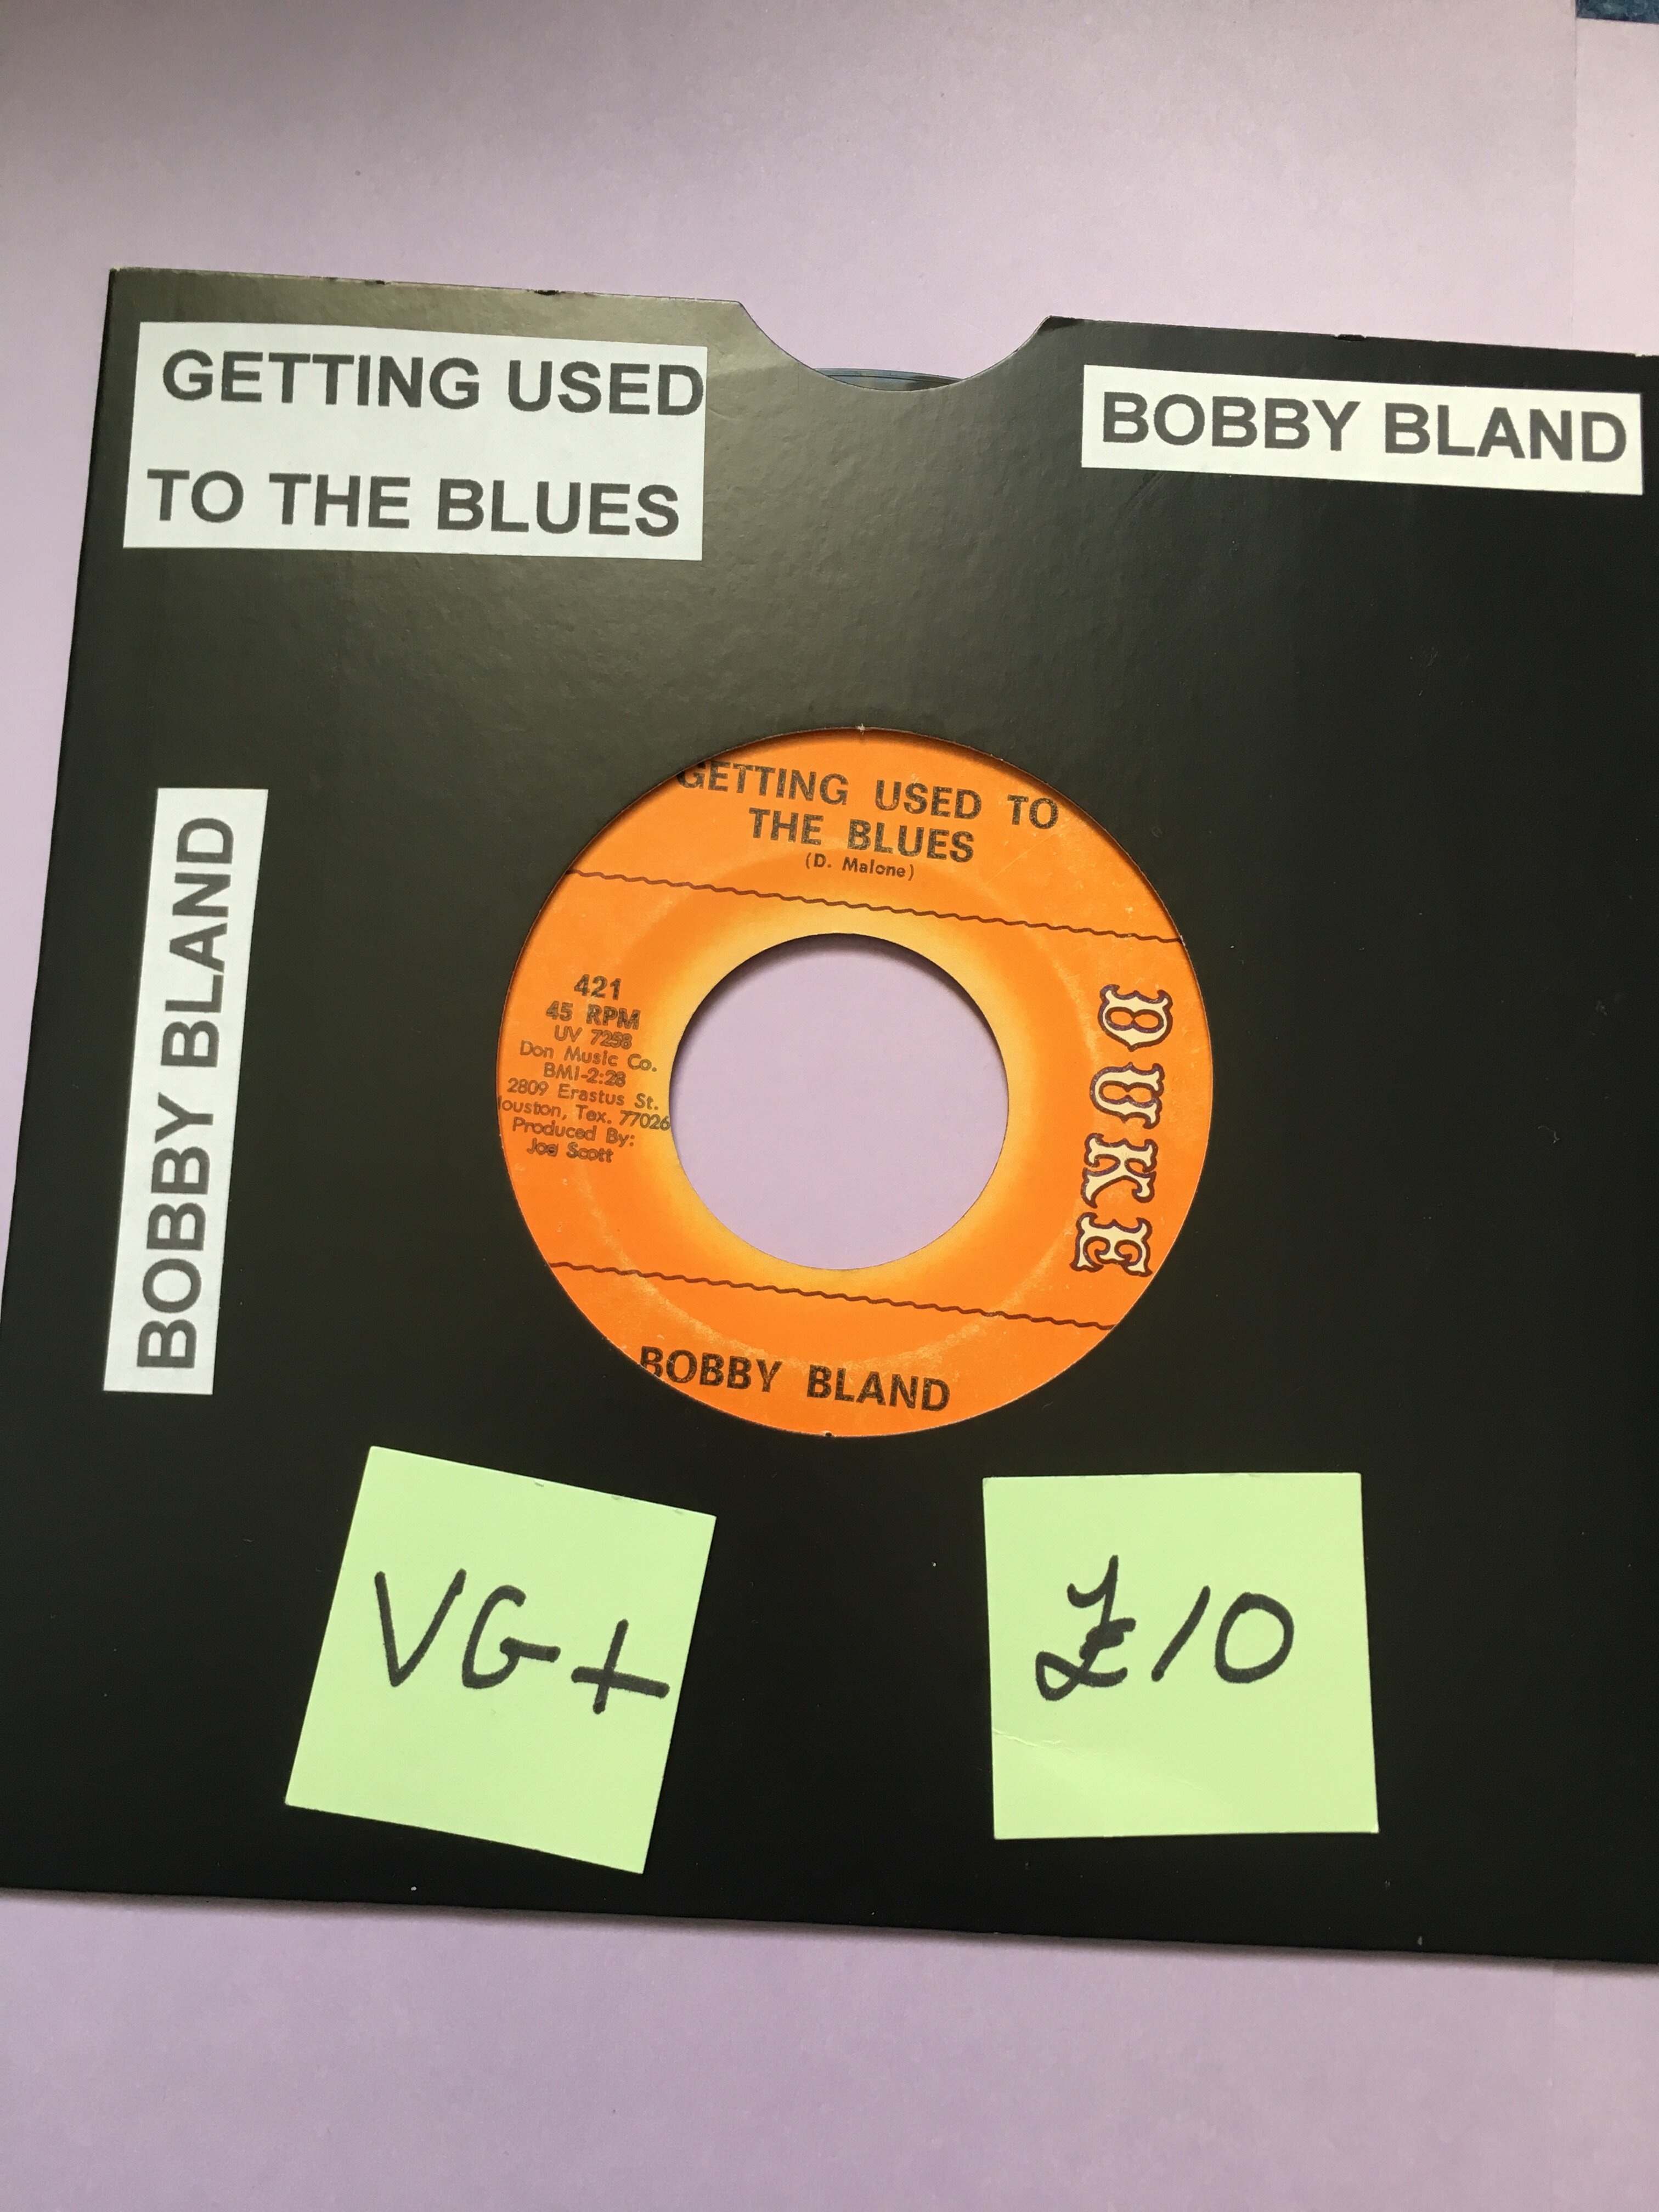 GETTING USED
TO THE BLUES
BOBBY BLAND
BOBBY BLAND
GETTING USED TO
THE BLUES
(D. Malone)
421
45 RPM
UV 7258
Don Music Co.
BMI-2:28
2809 Erastus St.
ouston, Tex. 77026
Produced By:
Joe Scott
DUKE
BOBBY BLAND
VG+
£10